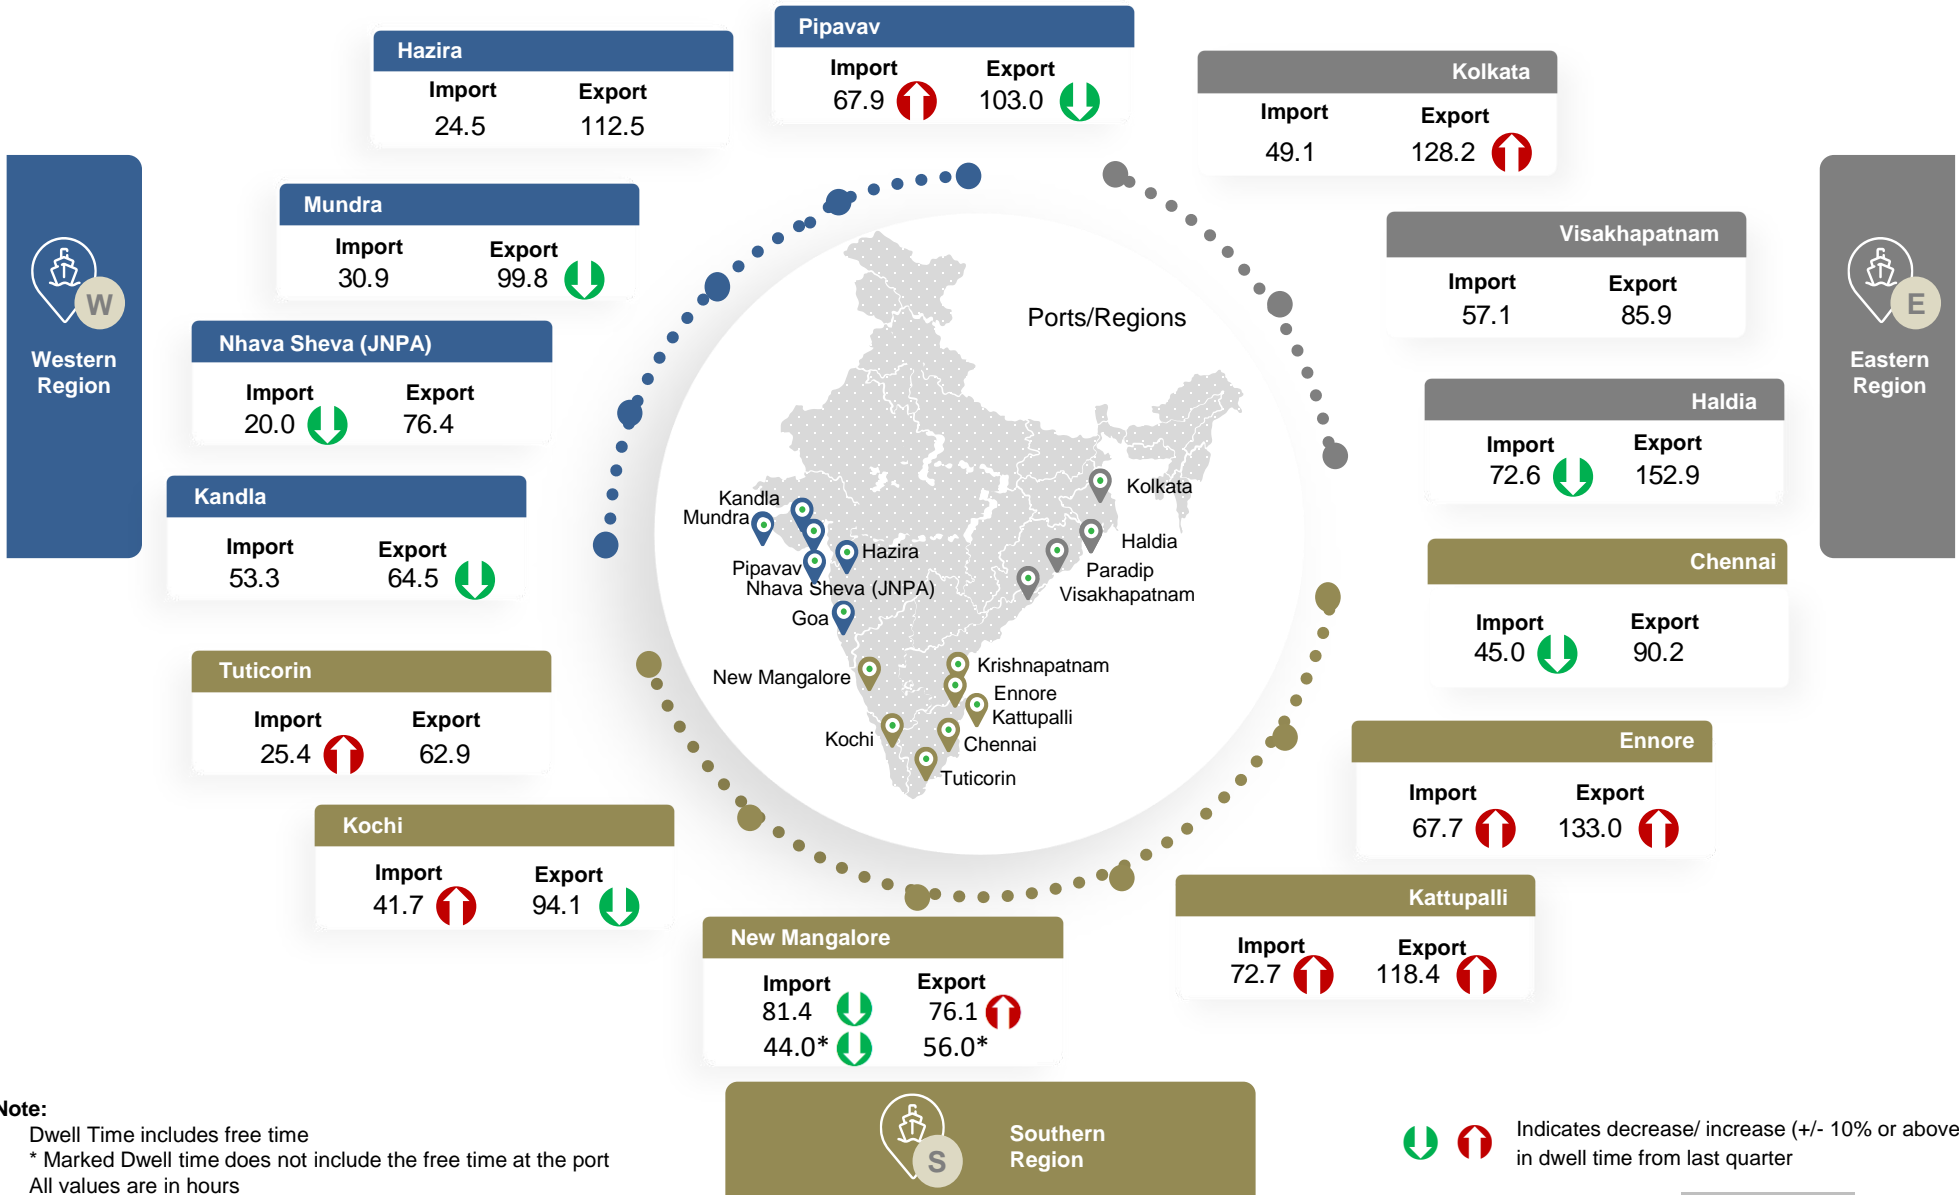 Pipavav
Import Export
67.9 103.0
Hazira
Import Export
24.5 112.5
Kolkata
Import Export
49.1 128.2
Mundra
Import Export
30.9 99.8
Visakhapatnam
Import Export
57.1 85.9
W
Western
Region
E
Eastern
Region
Nhava Sheva (JNPA)
Import Export
20.0 76.4
Haldia
Import Export
72.6 152.9
Kandla
Import Export
53.3 64.5
Chennai
Import Export
45.0 90.2
Ports/Regions
Kandla
Mundra
Pipavav
Hazira
Nhava Sheva (JNPA)
Goa
Kolkata
Haldia
Paradip
Visakhapatnam
New Mangalore
Krishnapatnam
Ennore
Kattupalli
Kochi
Chennai
Tuticorin
Tuticorin
Import Export
25.4 62.9
Ennore
Import Export
67.7 133.0
Kochi
Import Export
41.7 94.1
Kattupalli
Import Export
72.7 118.4
New Mangalore
Import Export
81.4 76.1
44.0* 56.0*
S
Southern
Region
Note:
Dwell Time includes free time
* Marked Dwell time does not include the free time at the port
All values are in hours
Indicates decrease/ increase (+/- 10% or above
in dwell time from last quarter